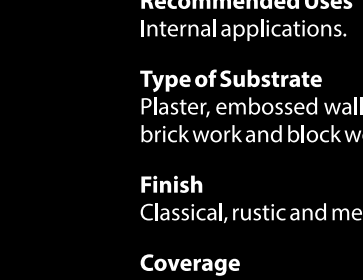 Recommended Uses
Internal applications.
Type of Substrate
Plaster, embossed wall
brick work and block
Finish
Classical, rustic and
Coverage